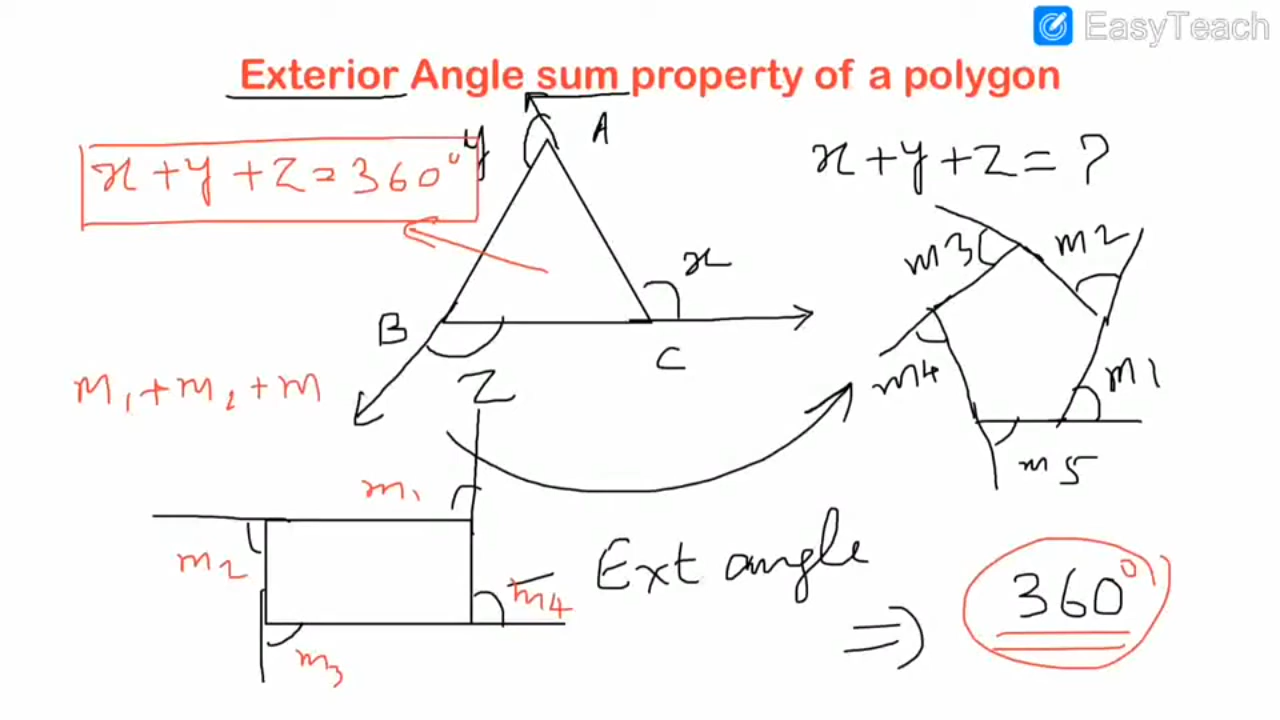 EasyTeach
Exterior Angle sum property of a polygon
x + y + z = 360°
y
A
x + y + z = ?
x
B
C
z
m3
m2
m4
m1
m5
m₁ + m₂ + m
m₁
m2
m4
m3
Ext angle
⇒
360°